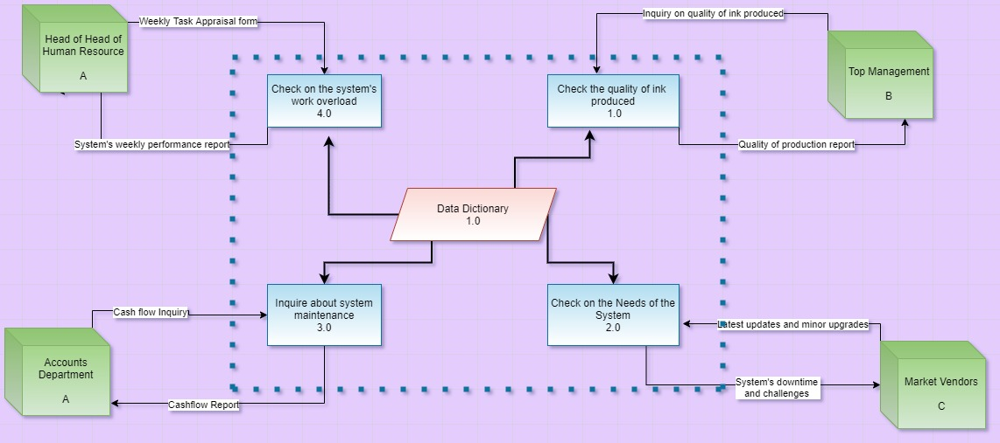 Head of Head of
Human Resource
A
Weekly Task Appraisal form
System's weekly performance report
Check on the system's
work overload
4.0
Inquiry on quality of ink produced
Check the quality of ink
produced
1.0
Top Management
B
Quality of production report
Data Dictionary
1.0
Inquire about system
maintenance
3.0
Cash flow Inquiry
Accounts
Department
A
Cashflow Report
Check on the Needs of the
System
2.0
Latest updates and minor upgrades
System's downtime
and challenges
Market Vendors
C